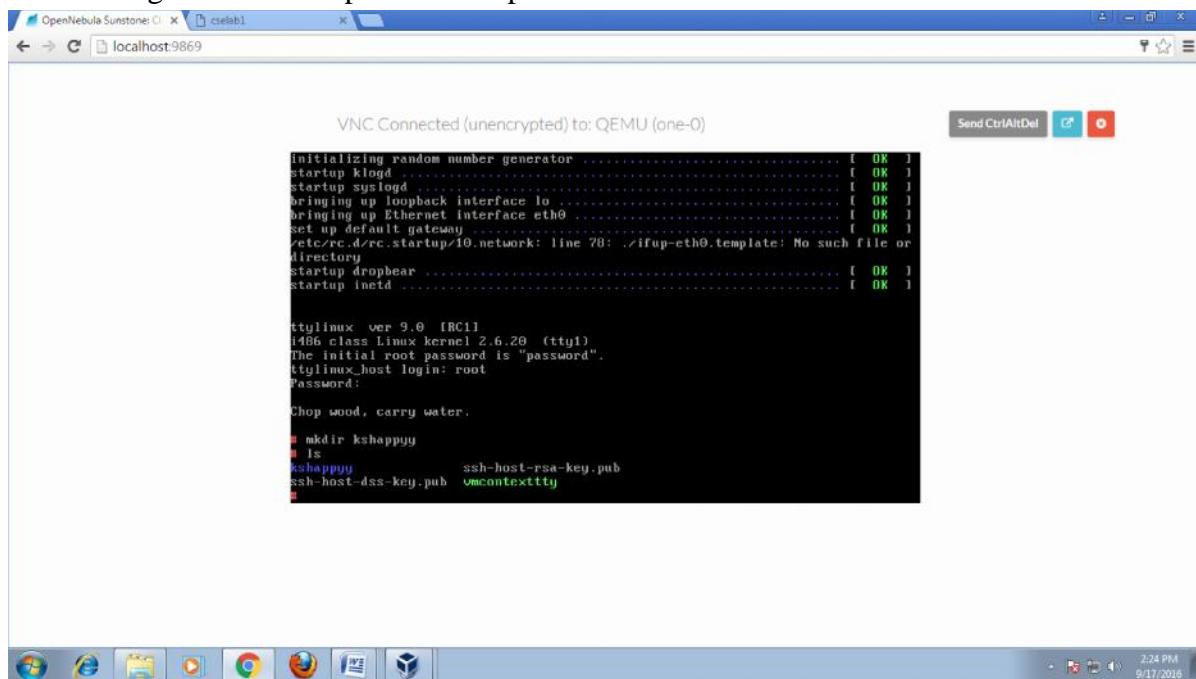 OpenNebula Sunstone: Cl
cselab1
localhost:9869
VNC Connected (unencrypted) to: QEMU (one-0)
Send CtrlAltDel
initializing random number generator ................................. [ OK ]
startup klogd ......................................................... [ OK ]
startup syslogd ....................................................... [ OK ]
bringing up loopback interface lo ..................................... [ OK ]
bringing up Ethernet interface eth0 ................................... [ OK ]
set up default gateway ................................................ [ OK ]
/etc/rc.d/rc.startup/10.network: line 78: ./ifup-eth0.template: No such file or
directory
startup dropbear ...................................................... [ OK ]
startup inetd ......................................................... [ OK ]
ttylinux ver 9.0 [RC1]
i486 class Linux kernel 2.6.20 (tty1)
The initial root password is "password".
ttylinux_host login: root
Password:
Chop wood, carry water.
# mkdir kshappyy
# ls
kshappyy ssh-host-rsa-key.pub
ssh-host-dss-key.pub vmcontexttty
#
2:24 PM
9/17/2016